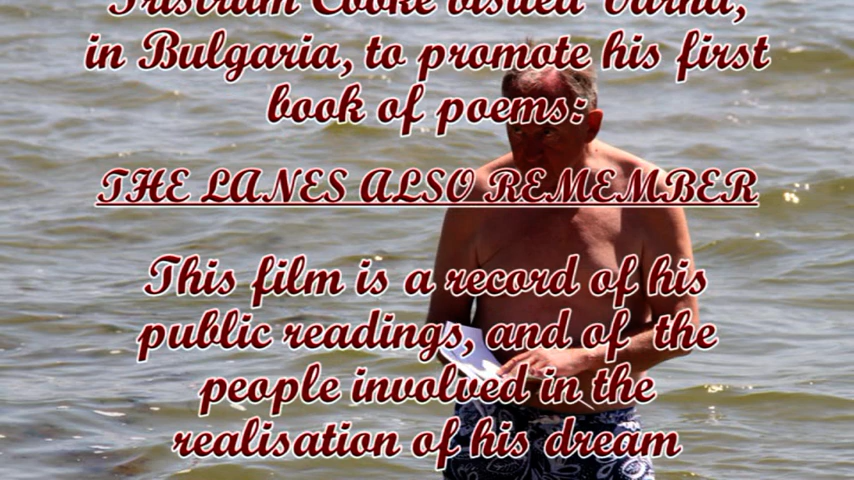 Tristram Cooke visited Varna,
in Bulgaria, to promote his first
book of poems:
THE LANES ALSO REMEMBER
This film is a record of his
public readings, and of the
people involved in the
realisation of his dream